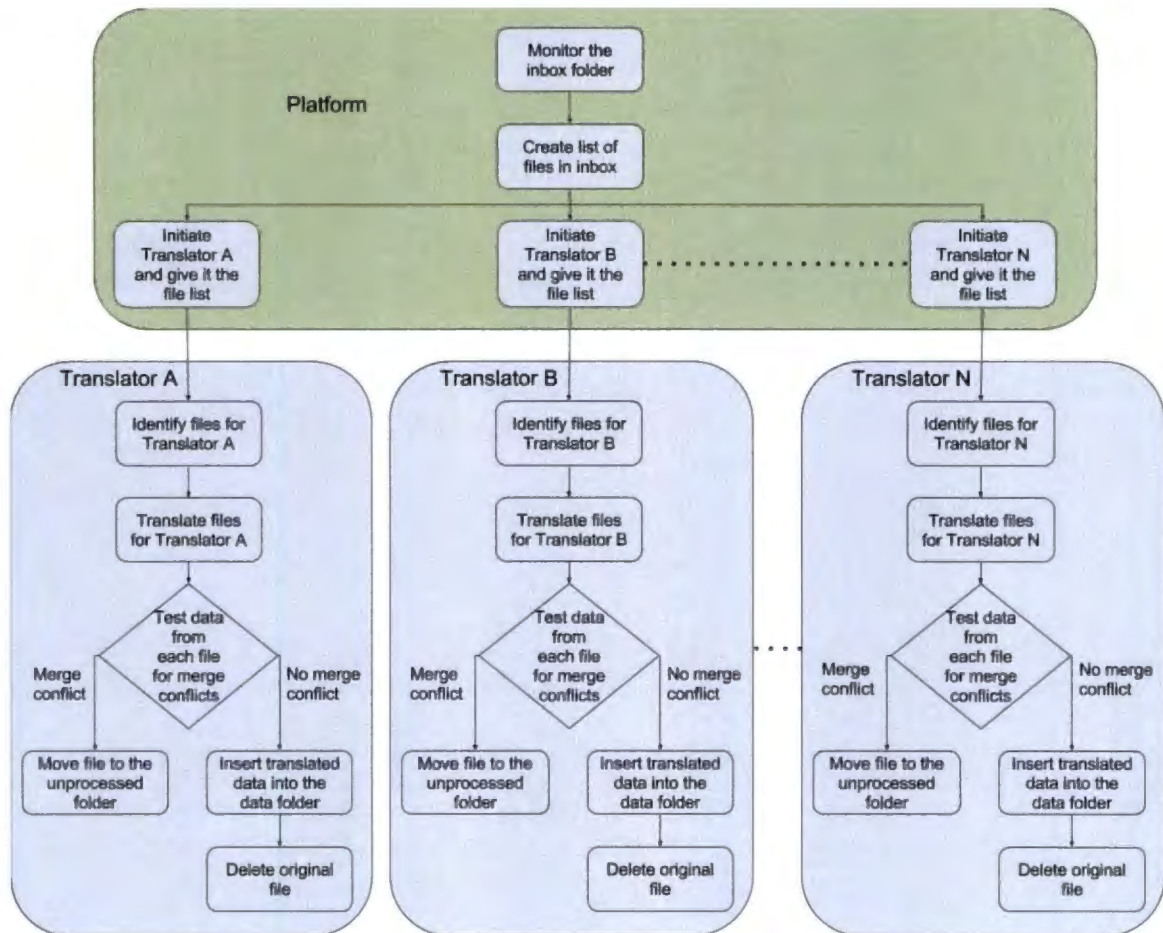 Monitor the
inbox folder
Platform
Create list of
files in inbox
Initiate
Translator A
and give it the
file list
Initiate
Translator B
and give it the
file list
Initiate
Translator N
and give it the
file list
Translator A
Identify files for
Translator A
Translate files
for Translator A
Test data
from
each file
for merge
conflicts
Merge
conflict
No merge
conflict
Move file to the
unprocessed
folder
Insert translated
data into the
data folder
Delete original
file
Translator B
Identify files for
Translator B
Translate files
for Translator B
Test data
from
each file
for merge
conflicts
Merge
conflict
No merge
conflict
Move file to the
unprocessed
folder
Insert translated
data into the
data folder
Delete original
file
Translator N
Identify files for
Translator N
Translate files
for Translator N
Test data
from
each file
for merge
conflicts
Merge
conflict
No merge
conflict
Move file to the
unprocessed
folder
Insert translated
data into the
data folder
Delete original
file